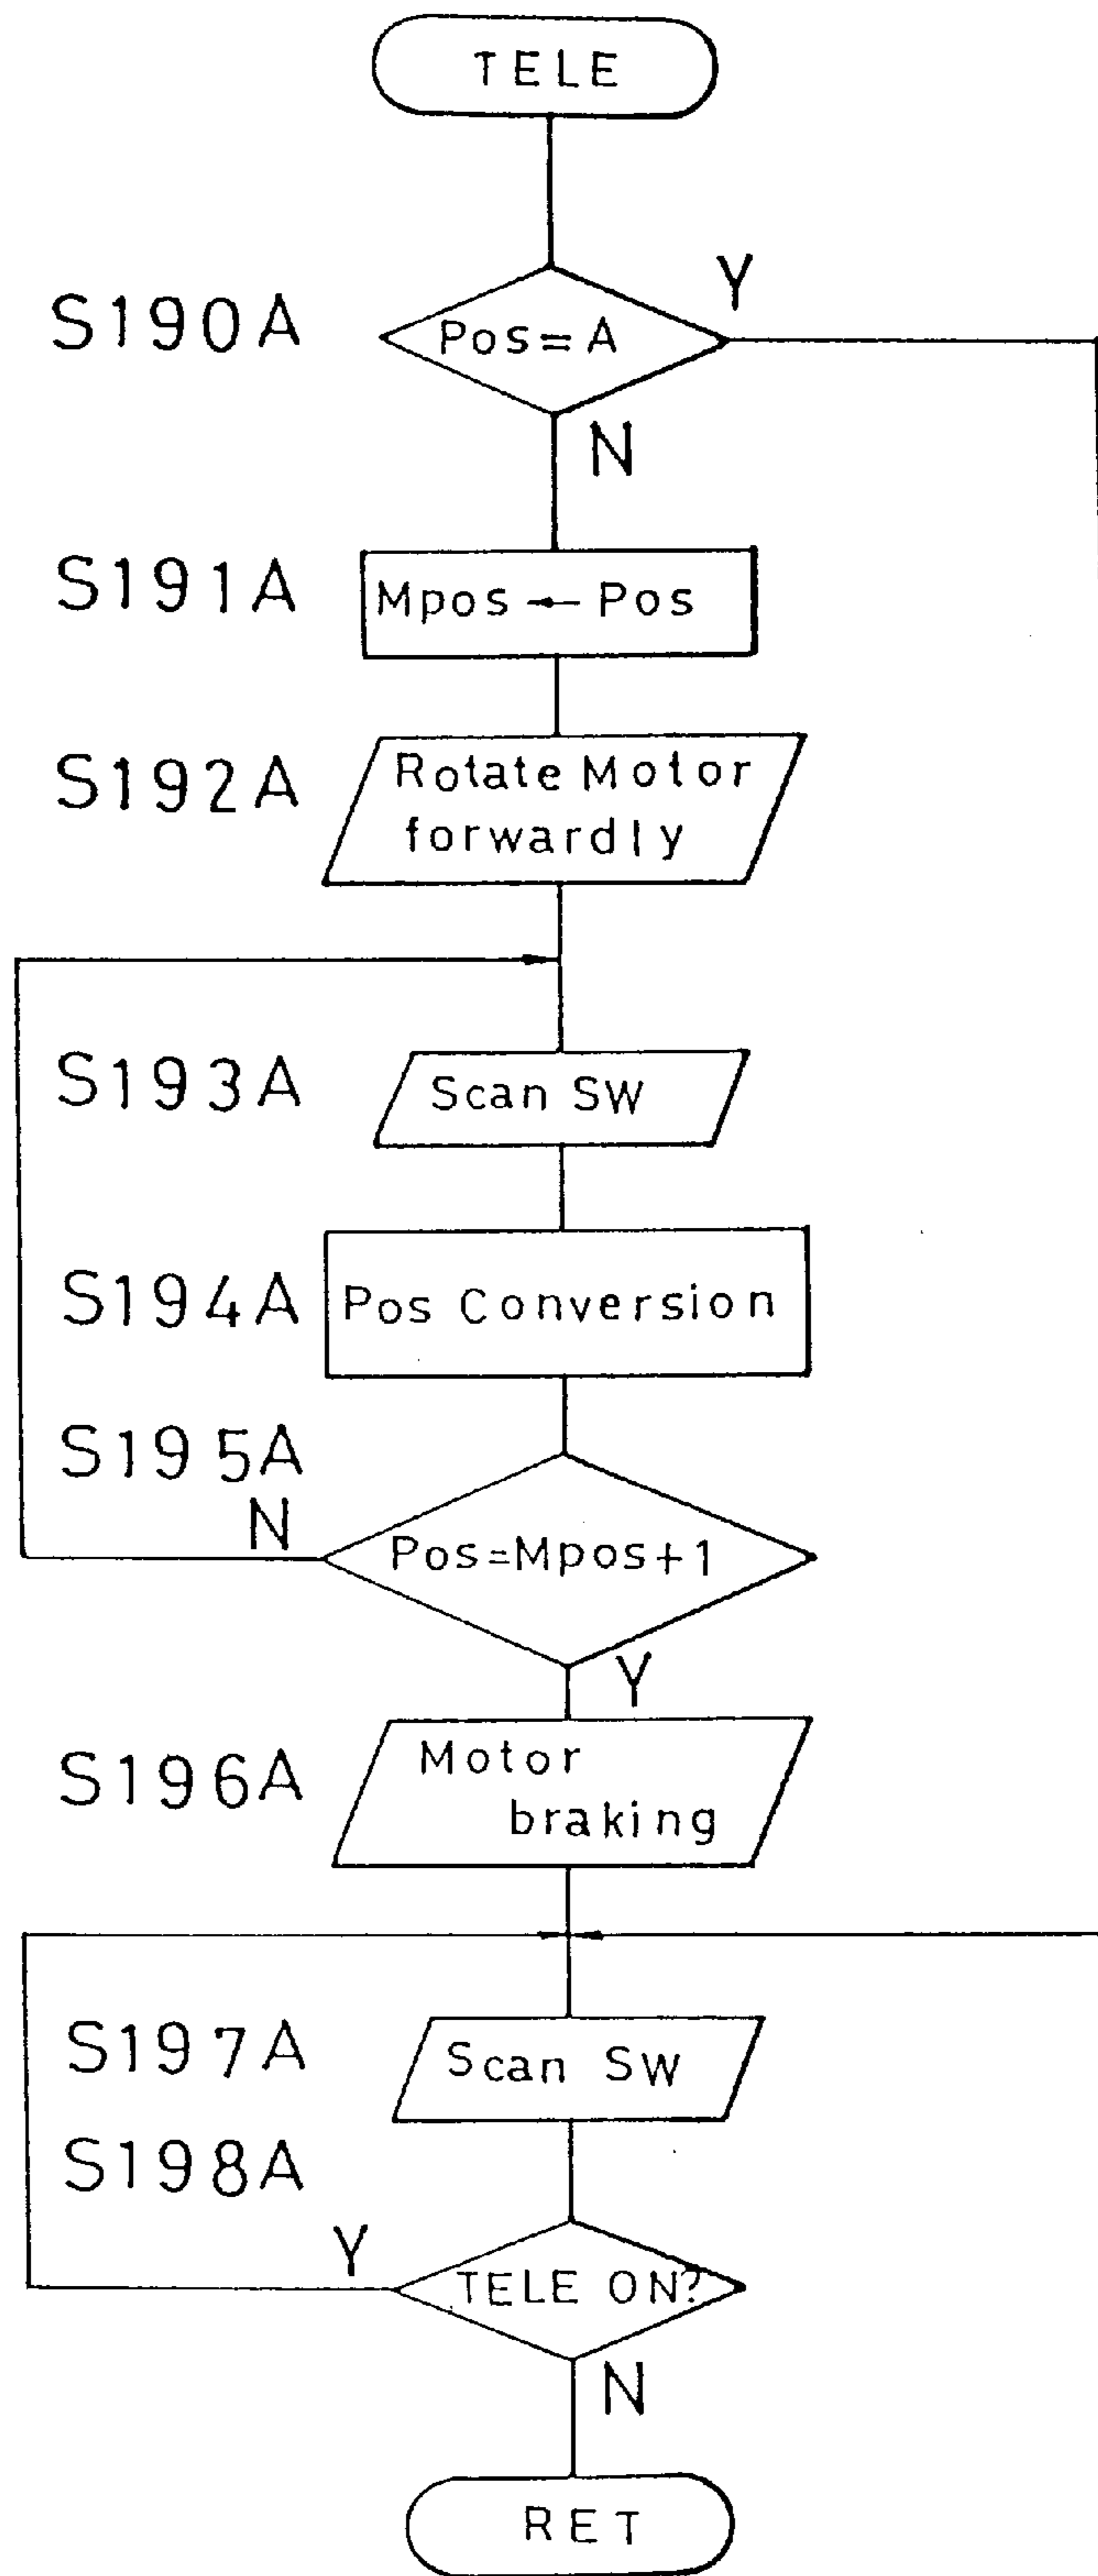 TELE
Y
S190A
Pos=A
N
S191A
Mpos ← Pos
S192A
Rotate Motor
forwardly
S193A
Scan SW
S194A
Pos Conversion
S195A
N
Pos=Mpos+1
Y
S196A
Motor
braking
S197A
Scan SW
S198A
Y
TELE ON?
N
RET